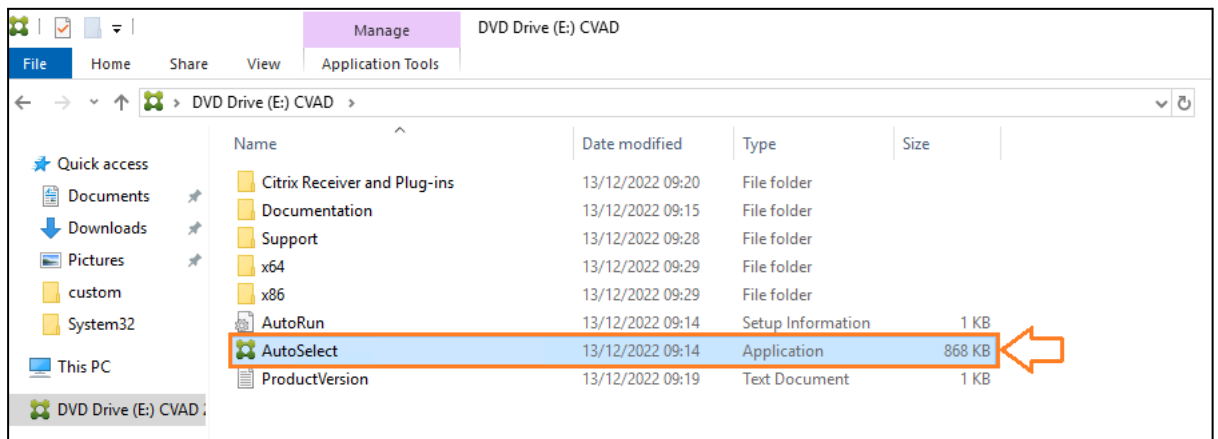 Manage DVD Drive (E:) CVAD
File Home Share View Application Tools
DVD Drive (E:) CVAD
Name Date modified Type Size
Quick access
Citrix Receiver and Plug-ins 13/12/2022 09:20 File folder
Documents
Documentation 13/12/2022 09:15 File folder
Downloads
Support 13/12/2022 09:28 File folder
Pictures
x64 13/12/2022 09:29 File folder
custom
x86 13/12/2022 09:29 File folder
System32
AutoRun 13/12/2022 09:14 Setup Information 1 KB
AutoSelect 13/12/2022 09:14 Application 868 KB
This PC
ProductVersion 13/12/2022 09:19 Text Document 1 KB
DVD Drive (E:) CVAD